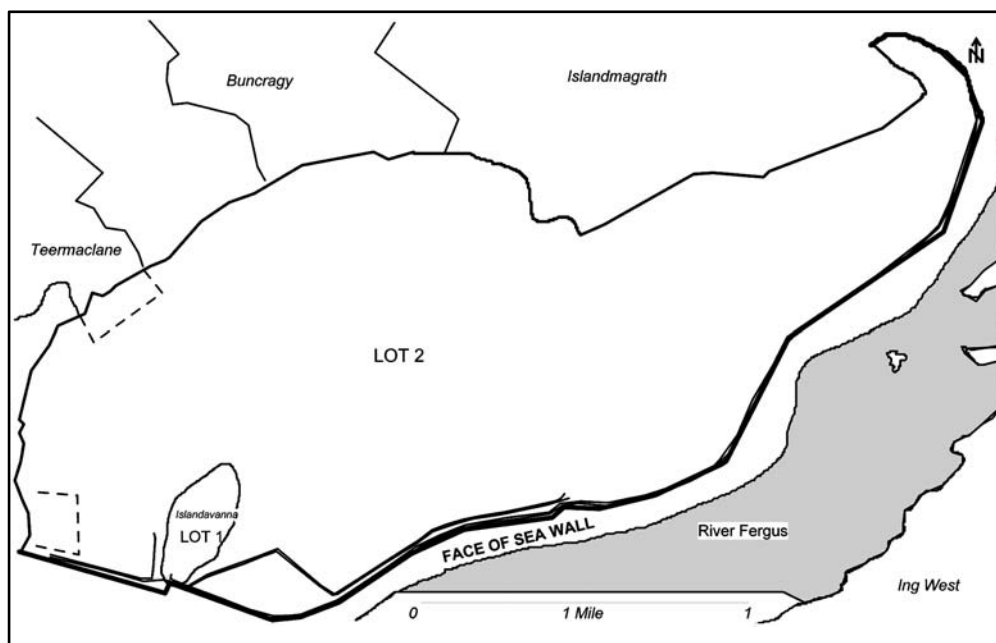 Buncragy
Islandmagrath
N
Teermaclane
LOT 2
Islandavanna
LOT 1
FACE OF SEA WALL
River Fergus
Ing West
0 1 Mile 1